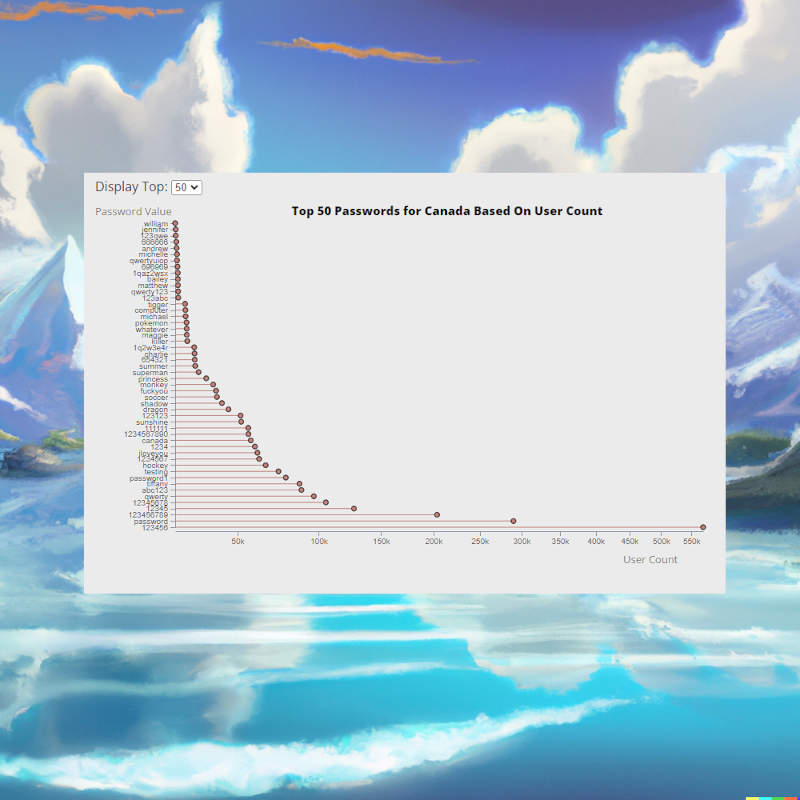 Display Top: 50
Password Value
Top 50 Passwords for Canada Based On User Count
william
jennifer
123qwe
666666
andrew
michelle
qwertyuiop
696969
1qaz2wsx
bailey
matthew
qwerty123
123abc
tigger
computer
michael
pokemon
whatever
maggie
killer
1q2w3e4r
charlie
654321
summer
superman
princess
monkey
fuckyou
soccer
shadow
dragon
123123
sunshine
111111
1234567890
canada
1234
iloveyou
1234567
hockey
testing
password1
tiffany
abc123
qwerty
12345678
12345
123456789
password
123456
50k 100k 150k 200k 250k 300k 350k 400k 450k 500k 550k
User Count